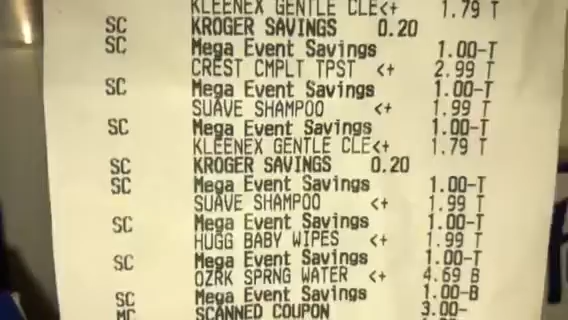 KLEENEX GENTLE CLE<+ 1.79 T
SC KROGER SAVINGS 0.20
SC Mega Event Savings 1.00-T
CREST CMPLT TPST <+ 2.99 T
SC Mega Event Savings 1.00-T
SUAVE SHAMPOO <+ 1.99 T
SC Mega Event Savings 1.00-T
KLEENEX GENTLE CLE<+ 1.79 T
SC KROGER SAVINGS 0.20
SC Mega Event Savings 1.00-T
SUAVE SHAMPOO <+ 1.99 T
SC Mega Event Savings 1.00-T
HUGG BABY WIPES <+ 1.99 T
SC Mega Event Savings 1.00-T
OZRK SPRNG WATER <+ 4.69 B
SC Mega Event Savings 1.00-B
MC SCANNED COUPON 3.00-